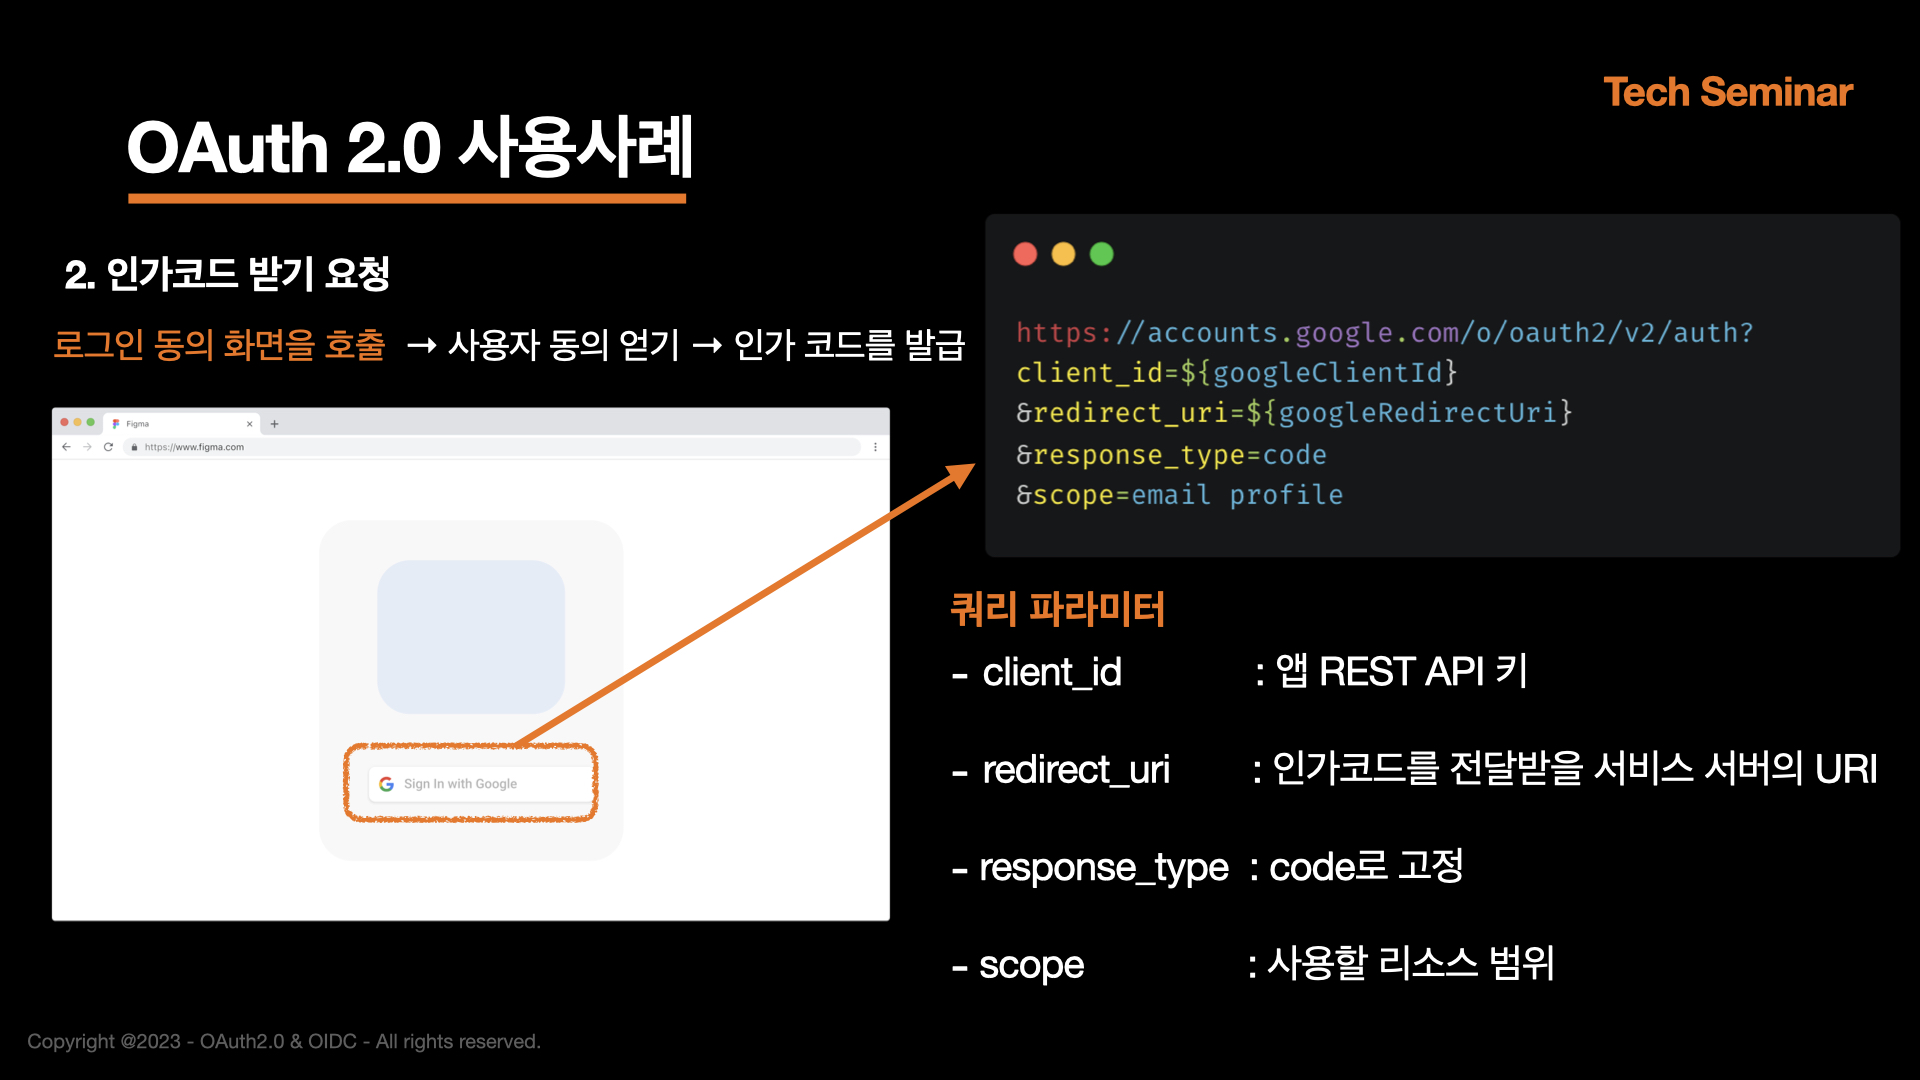 Tech Seminar
OAuth 2.0 사용사례
2. 인가코드 받기 요청
로그인 동의 화면을 호출 → 사용자 동의 얻기 → 인가 코드를 발급
Figma
https://www.figma.com
Sign In with Google
https://accounts.google.com/o/oauth2/v2/auth?
client_id=${googleClientId}
&redirect_uri=${googleRedirectUri}
&response_type=code
&scope=email profile
쿼리 파라미터
- client_id : 앱 REST API 키
- redirect_uri : 인가코드를 전달받을 서비스 서버의 URI
- response_type : code로 고정
- scope : 사용할 리소스 범위
Copyright @2023 - OAuth2.0 & OIDC - All rights reserved.